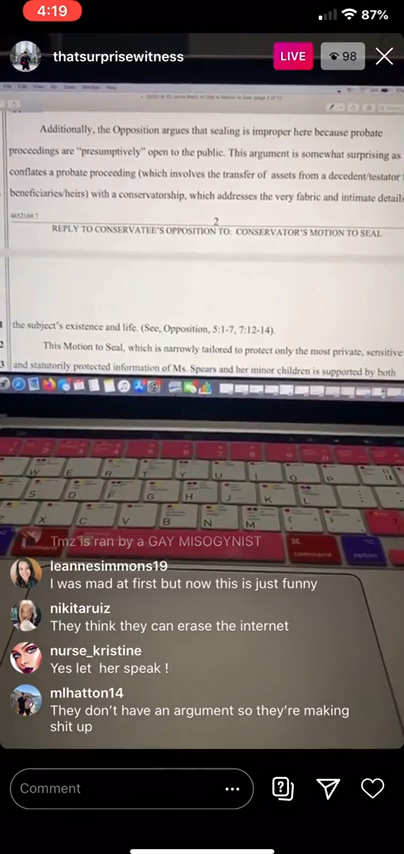 4:19
87%
thatsurprisewitness
LIVE
98
Additionally, the Opposition argues that sealing is improper here because probate
proceedings are “presumptively” open to the public. This argument is somewhat surprising as
conflates a probate proceeding (which involves the transfer of assets from a decedent/testator
beneficiaries/heirs) with a conservatorship, which addresses the very fabric and intimate details
2
REPLY TO CONSERVATEE'S OPPOSITION TO: CONSERVATOR'S MOTION TO SEAL
1 the subject's existence and life. (See, Opposition, 5:1-7, 7:12-14).
2 This Motion to Seal, which is narrowly tailored to protect only the most private, sensitive
3 and statutorily protected information of Ms. Spears and her minor children is supported by both
W E R T Y U I O P
S D F G H J K L
X C V B N M
command
option
Tmz is ran by a GAY MISOGYNIST
leannesimmons19
I was mad at first but now this is just funny
nikitaruiz
They think they can erase the internet
nurse_kristine
Yes let her speak !
mlhatton14
They don’t have an argument so they’re making
shit up
Comment